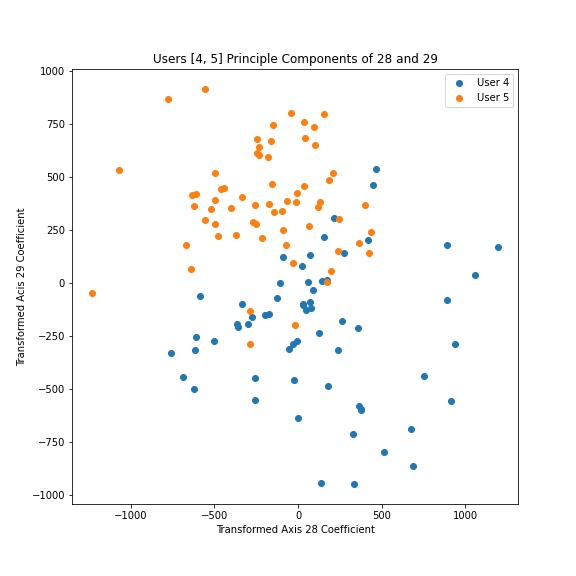 Users [4, 5] Principle Components of 28 and 29
User 4
User 5
Transformed Acis 29 Coefficient
1000
750
500
250
0
−250
−500
−750
−1000
−1000
−500
0
500
1000
Transformed Axis 28 Coefficient